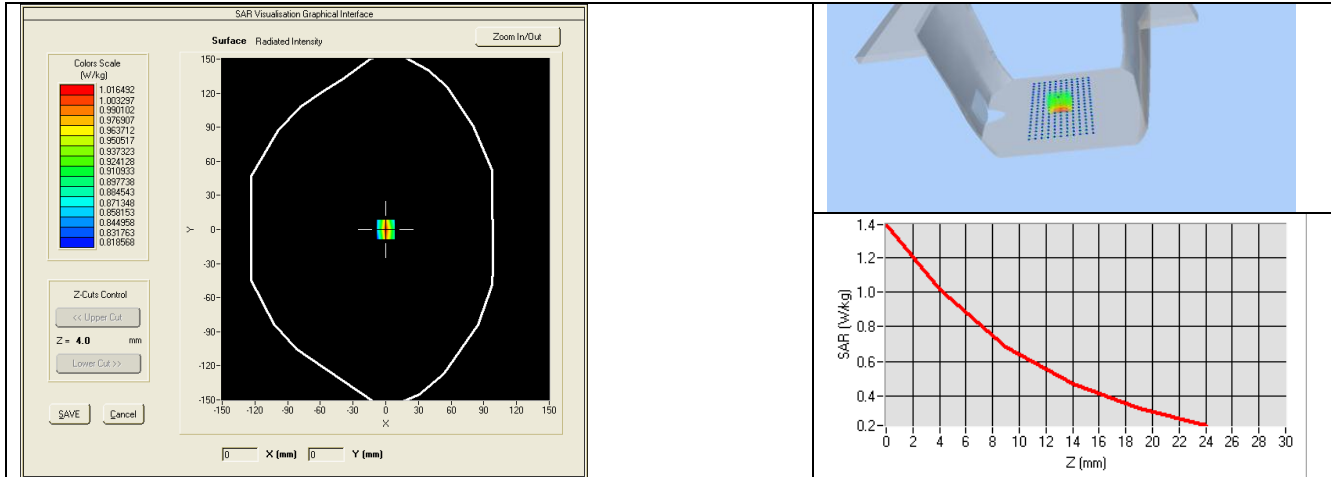 SAR Visualisation Graphical Interface
Surface Radiated Intensity
Zoom In/Out
Colors Scale
(W/kg)
1.016492
1.003297
0.990102
0.976907
0.963712
0.950517
0.937323
0.924128
0.910933
0.897738
0.884543
0.871348
0.858153
0.844958
0.831763
0.818568
Z-Cuts Control
<< Upper Cut
Z = 4.0 mm
Lower Cut >>
SAVE Cancel
150-
120-
90-
60-
30-
Y 0-
-30-
-60-
-90-
-120-
-150-
-150 -120 -90 -60 -30 0 30 60 90 120 150
X
0 X (mm) 0 Y (mm)
1.4-
1.2-
1.0-
0.8-
0.6-
0.4-
0.2-
SAR (W/kg)
0 2 4 6 8 10 12 14 16 18 20 22 24 26 28 30
Z (mm)